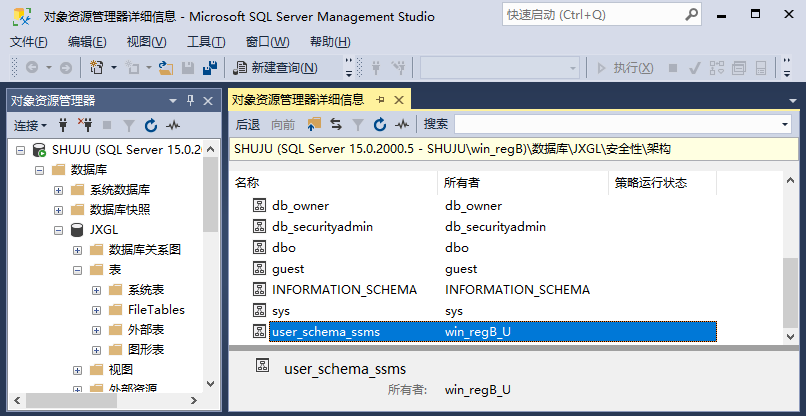 对象资源管理器详细信息 - Microsoft SQL Server Management Studio
快速启动 (Ctrl+Q)
文件(F) 编辑(E) 视图(V) 工具(T) 窗口(W) 帮助(H)
新建查询(N) 执行(X)
对象资源管理器
连接
SHUJU (SQL Server 15.0.20
数据库
系统数据库
数据库快照
JXGL
数据库关系图
表
系统表
FileTables
外部表
图形表
视图
外部资源
对象资源管理器详细信息
后退 向前 搜索
SHUJU (SQL Server 15.0.2000.5 - SHUJU\win_regB)\数据库\JXGL\安全性\架构
名称 所有者 策略运行状态
db_owner db_owner
db_securityadmin db_securityadmin
dbo dbo
guest guest
INFORMATION_SCHEMA INFORMATION_SCHEMA
sys sys
user_schema_ssms win_regB_U
user_schema_ssms
所有者: win_regB_U